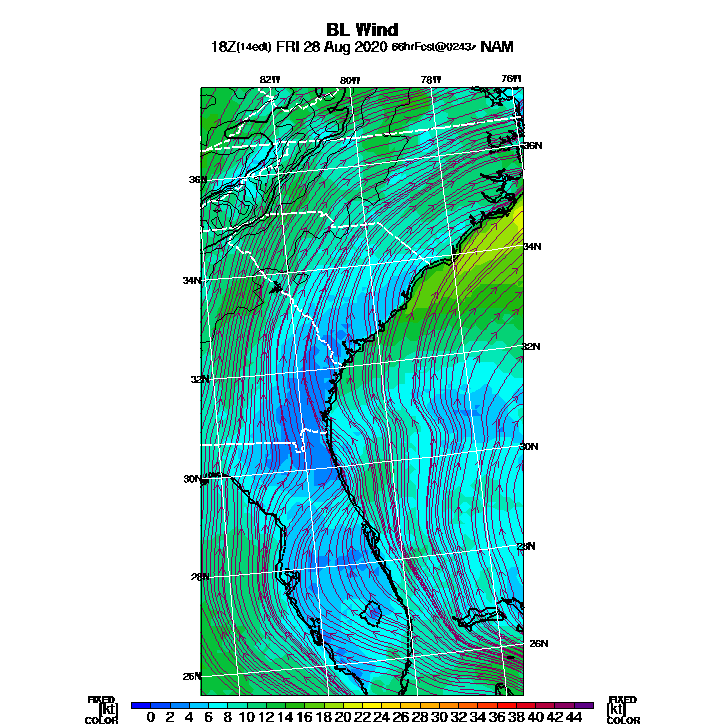 BL Wind
18Z(14edt) FRI 28 Aug 2020 66hrFcst@0243z NAM
82W 80W 78W 76W
36N
36N
34N
34N
32N
32N
30N
30N
28N
28N
26N
26N
FIXED FIXED
[kt] 0 2 4 6 8 10 12 14 16 18 20 22 24 26 28 30 32 34 36 38 40 42 44 [kt]
COLOR COLOR